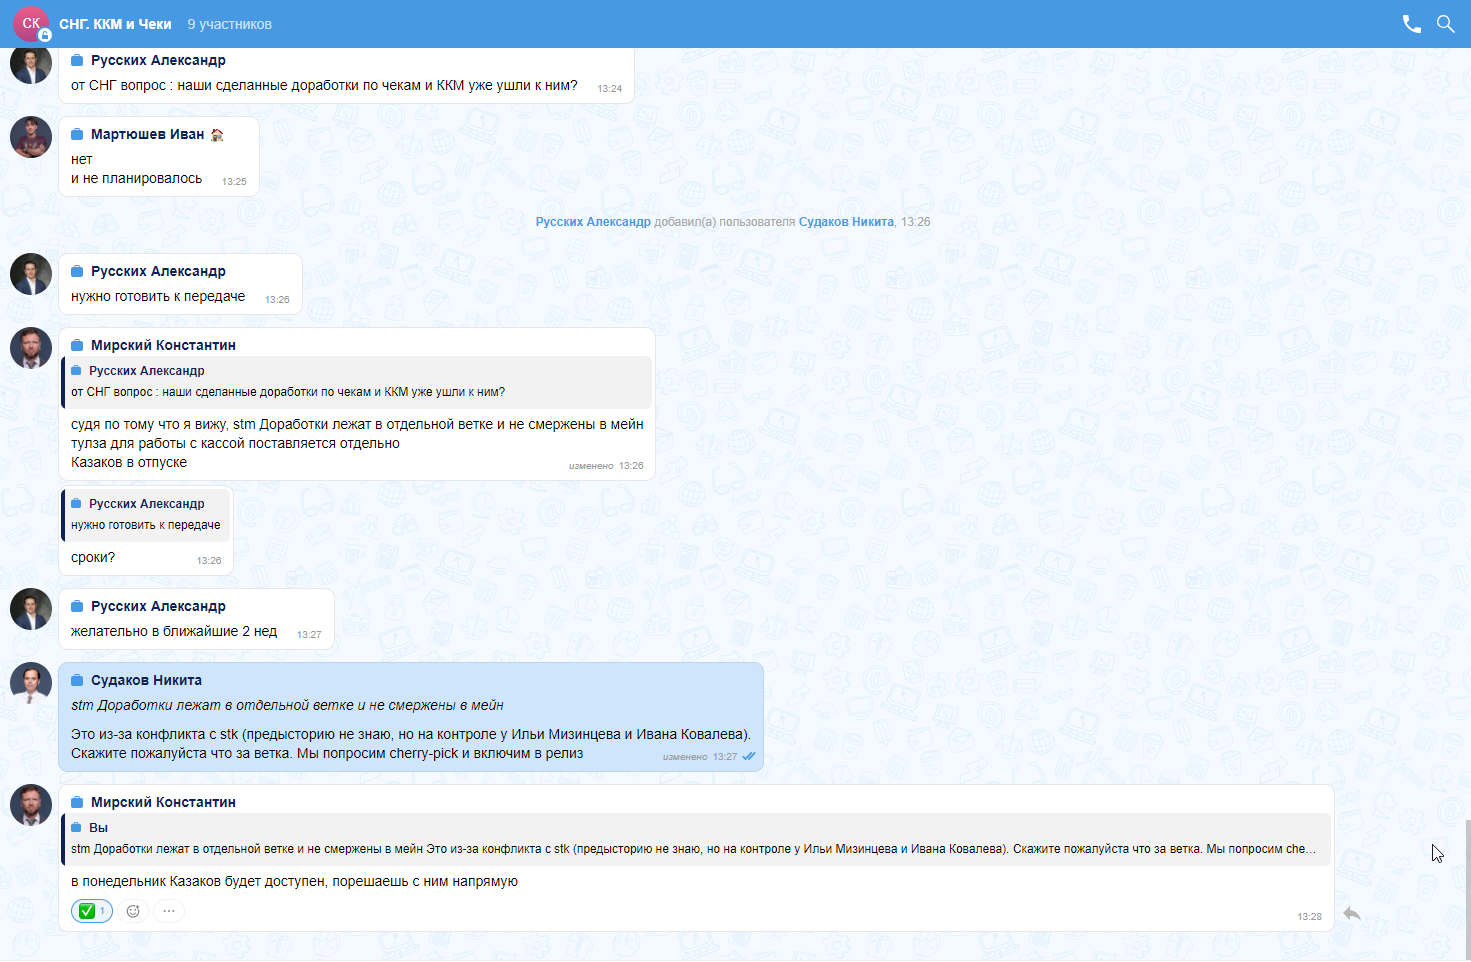 СК СНГ. ККМ и Чеки 9 участников
Русских Александр
от СНГ вопрос : наши сделанные доработки по чекам и ККМ уже ушли к ним? 13:24
Мартюшев Иван
нет
и не планировалось 13:25
Русских Александр добавил(а) пользователя Судаков Никита, 13:26
Русских Александр
нужно готовить к передаче 13:26
Мирский Константин
Русских Александр
от СНГ вопрос : наши сделанные доработки по чекам и ККМ уже ушли к ним?
судя по тому что я вижу, stm Доработки лежат в отдельной ветке и не смержены в мейн
тулза для работы с кассой поставляется отдельно
Казаков в отпуске изменено 13:26
Русских Александр
нужно готовить к передаче
сроки? 13:26
Русских Александр
желательно в ближайшие 2 нед 13:27
Судаков Никита
stm Доработки лежат в отдельной ветке и не смержены в мейн
Это из-за конфликта с stk (предысторию не знаю, но на контроле у Ильи Мизинцева и Ивана Ковалева).
Скажите пожалуйста что за ветка. Мы попросим cherry-pick и включим в релиз изменено 13:27
Мирский Константин
Вы
stm Доработки лежат в отдельной ветке и не смержены в мейн Это из-за конфликта с stk (предысторию не знаю, но на контроле у Ильи Мизинцева и Ивана Ковалева). Скажите пожалуйста что за ветка. Мы попросим che...
в понедельник Казаков будет доступен, порешаешь с ним напрямую
1 13:28